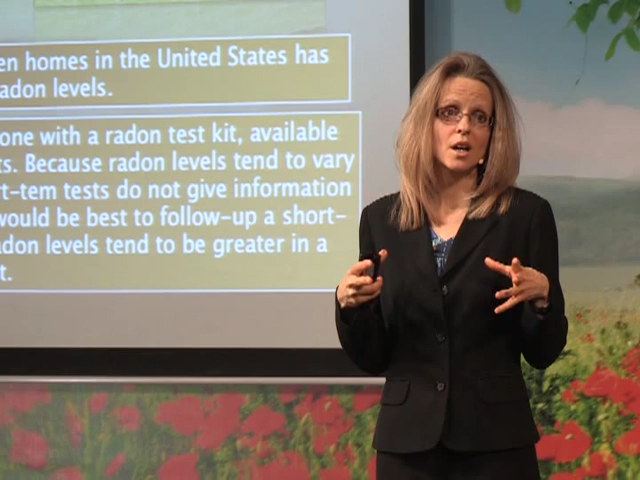 en homes in the United States has
adon levels.
one with a radon test kit, available
ts. Because radon levels tend to vary
rt-tem tests do not give information
would be best to follow-up a short-
adon levels tend to be greater in a
t.